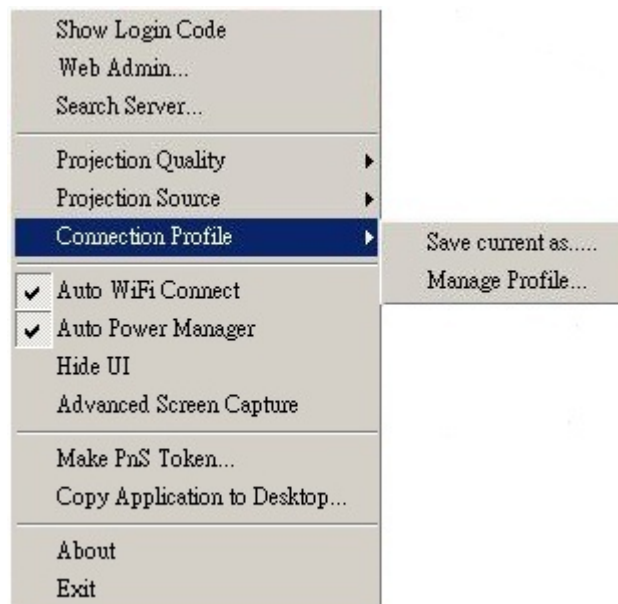 Show Login Code
Web Admin...
Search Server...
Projection Quality
Projection Source
Connection Profile
Save current as.....
Manage Profile...
Auto WiFi Connect
Auto Power Manager
Hide UI
Advanced Screen Capture
Make PnS Token...
Copy Application to Desktop...
About
Exit